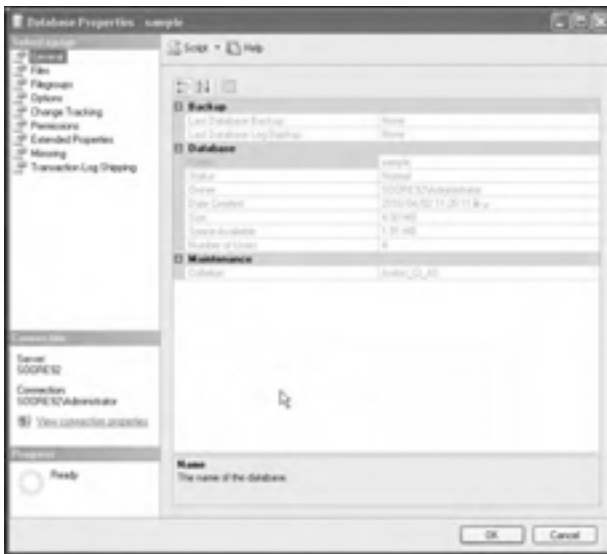 Database Properties - sample
Select a page
General
Files
Filegroups
Options
Change Tracking
Permissions
Extended Properties
Mirroring
Transaction Log Shipping
Script
Help
Backup
Last Database Backup None
Last Database Log Backup None
Database
Name sample
Status Normal
Owner \Administrator
Date Created
Size
Space Available
Number of Users 4
Maintenance
Collation Arabic_CI_AS
Connection
Server:
Connection:
View connection properties
Progress
Ready
Name
The name of the database.
OK
Cancel